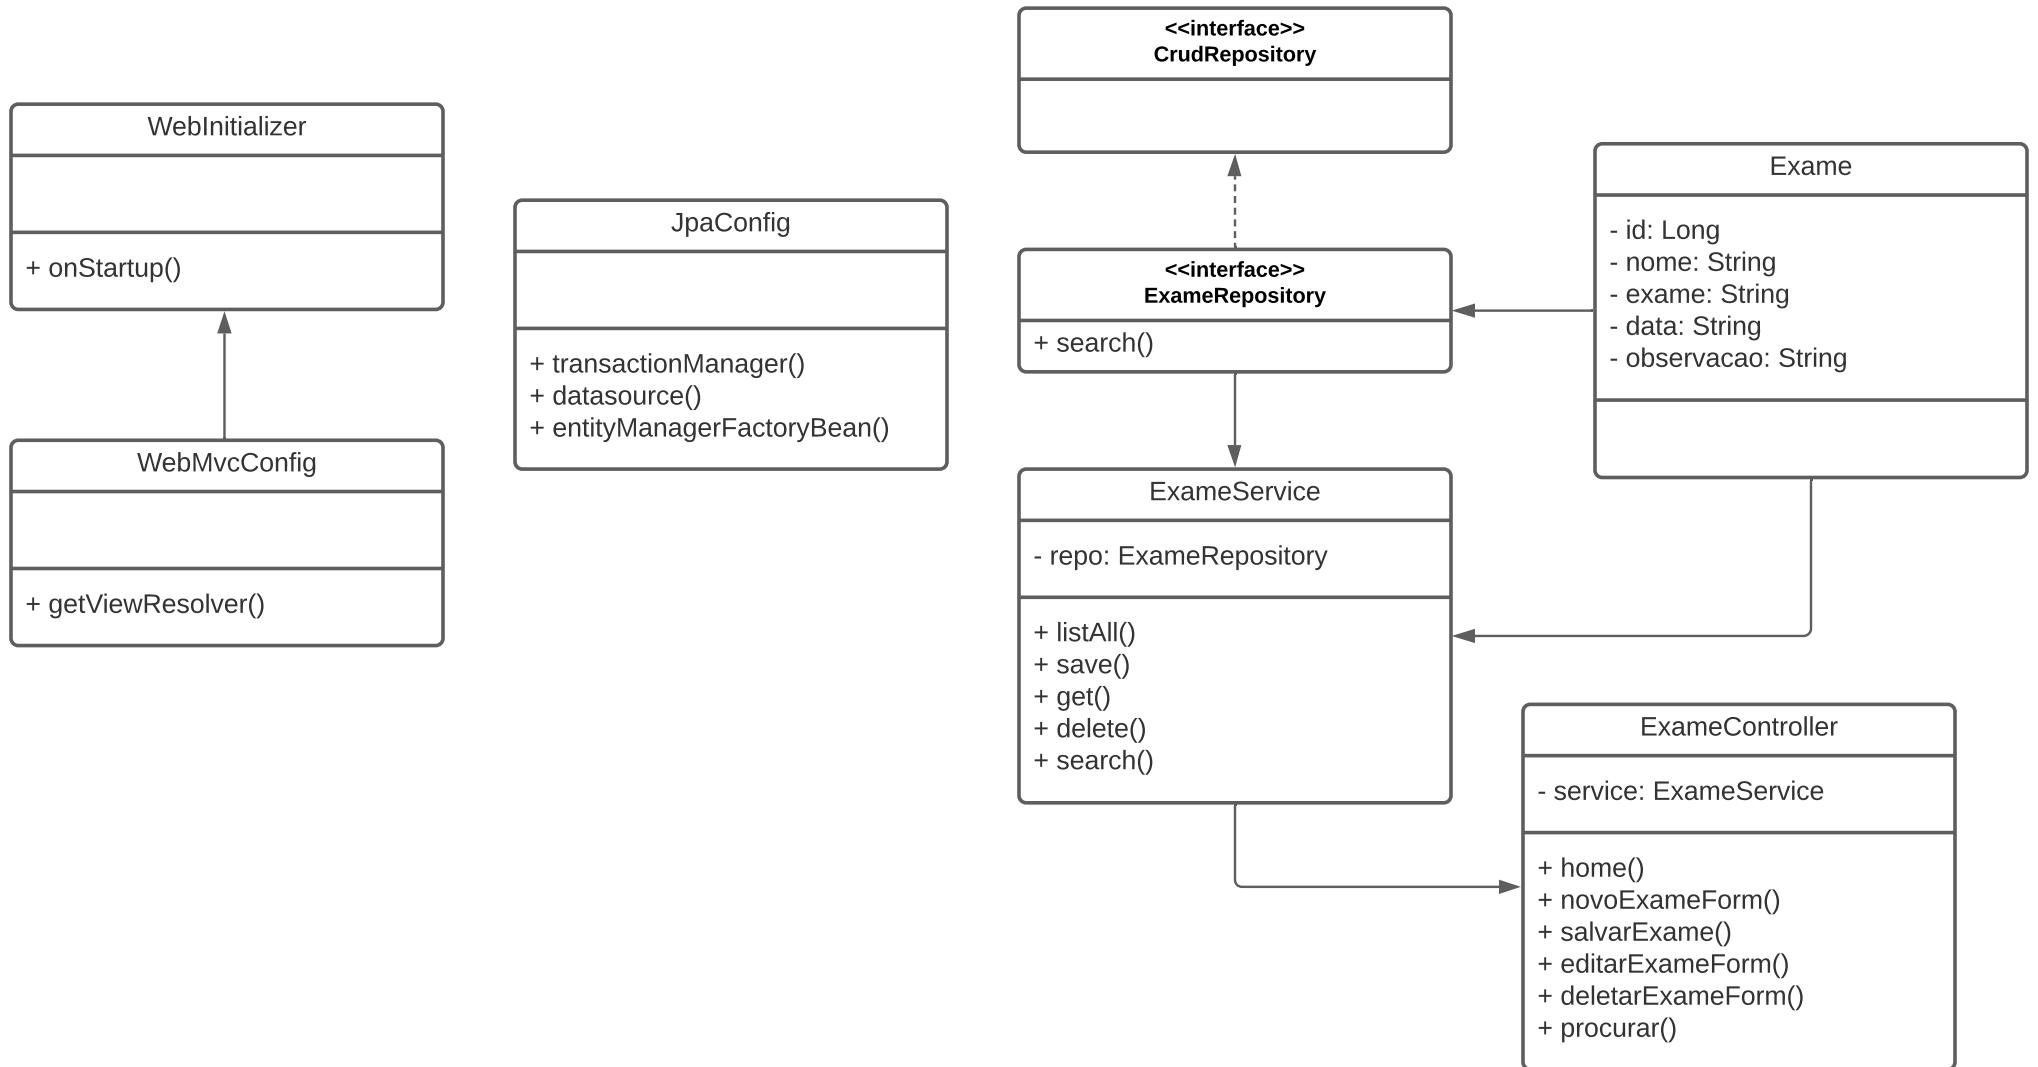 WebInitializer
+ onStartup()
WebMvcConfig
+ getViewResolver()
JpaConfig
+ transactionManager()
+ datasource()
+ entityManagerFactoryBean()
<<interface>>
CrudRepository
<<interface>>
ExameRepository
+ search()
ExameService
- repo: ExameRepository
+ listAll()
+ save()
+ get()
+ delete()
+ search()
Exame
- id: Long
- nome: String
- exame: String
- data: String
- observacao: String
ExameController
- service: ExameService
+ home()
+ novoExameForm()
+ salvarExame()
+ editarExameForm()
+ deletarExameForm()
+ procurar()